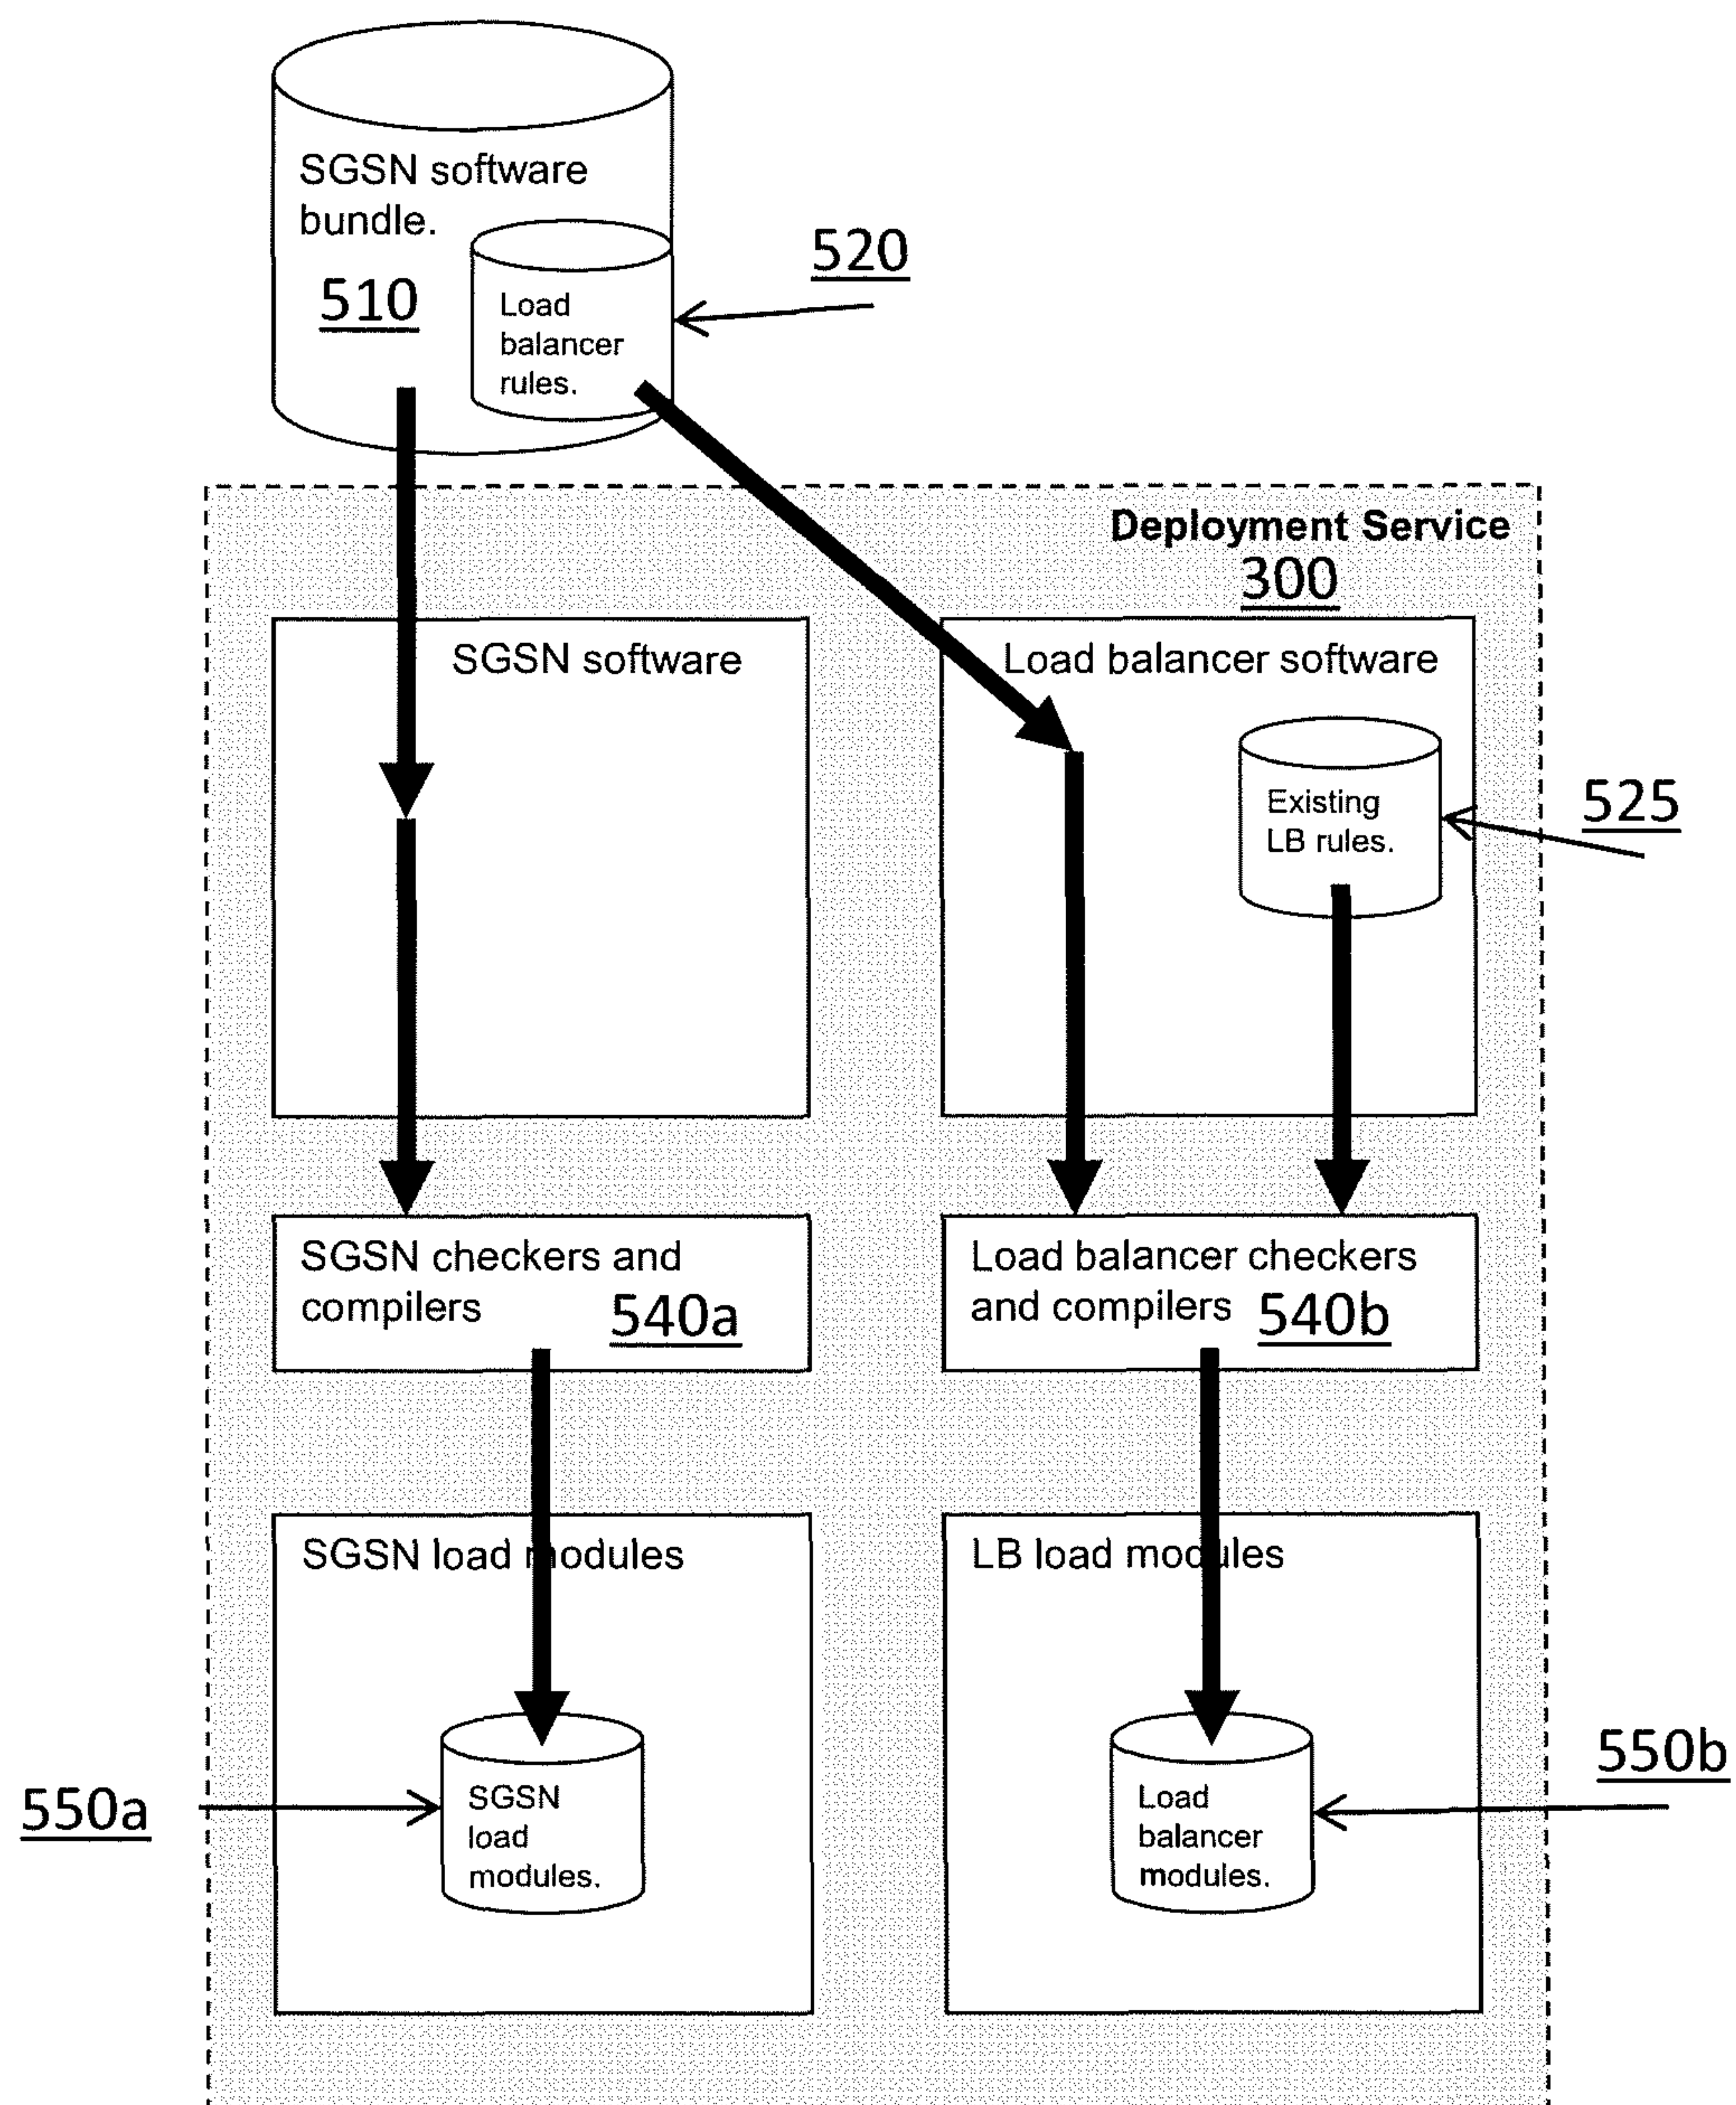 SGSN software
bundle.
510
520
Load
balancer
rules.
Deployment Service
300
SGSN software
Load balancer software
Existing
LB rules.
525
SGSN checkers and
compilers
540a
Load balancer checkers
and compilers
540b
SGSN load modules
LB load modules
550a
SGSN
load
modules.
Load
balancer
modules.
550b